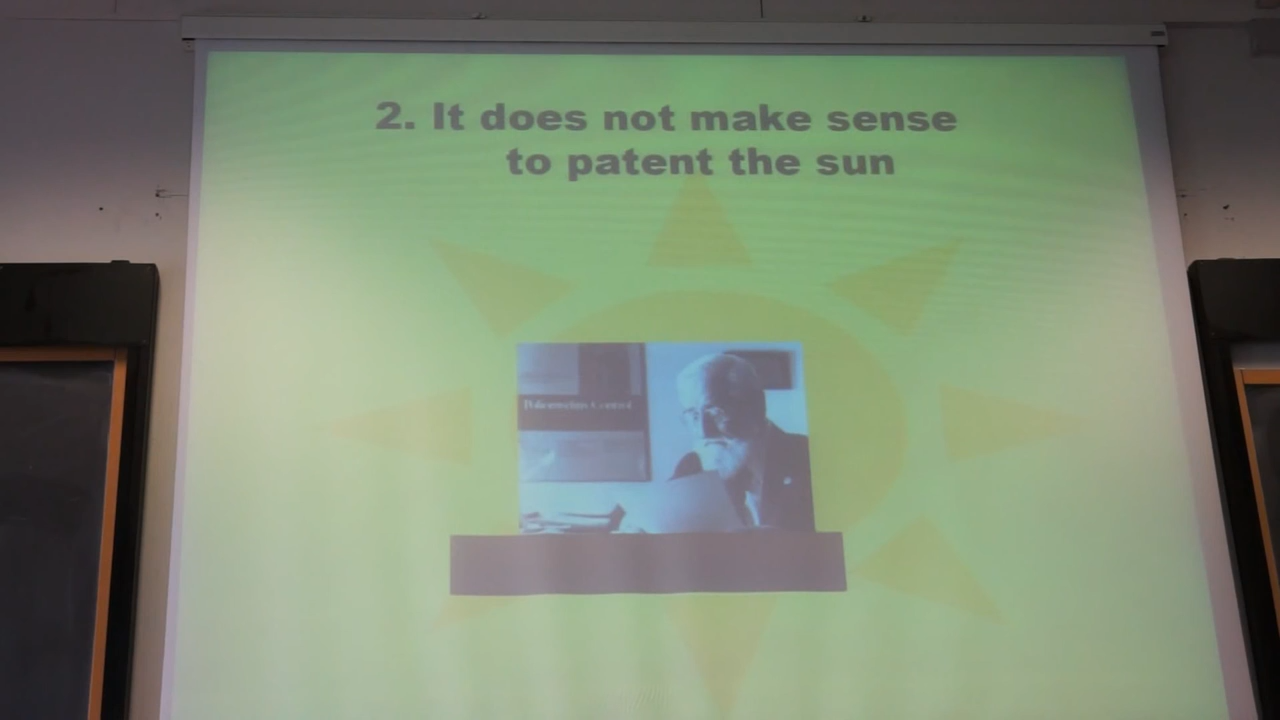 2. It does not make sense
to patent the sun